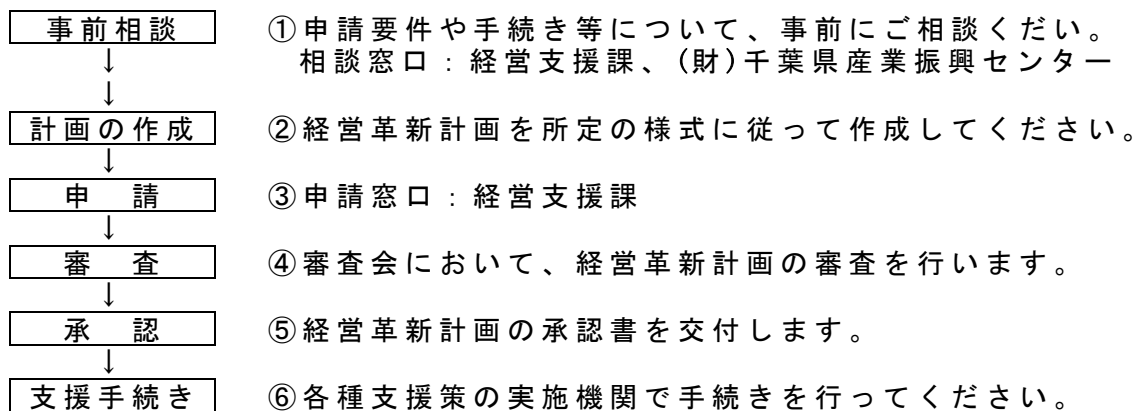 事前相談 ①申請要件や手続き等について、事前にご相談くだい。
↓ 相談窓口：経営支援課、(財)千葉県産業振興センター
↓
計画の作成 ②経営革新計画を所定の様式に従って作成してください。
↓
申 請 ③申請窓口：経営支援課
↓
審 査 ④審査会において、経営革新計画の審査を行います。
↓
承 認 ⑤経営革新計画の承認書を交付します。
↓
支援手続き ⑥各種支援策の実施機関で手続きを行ってください。